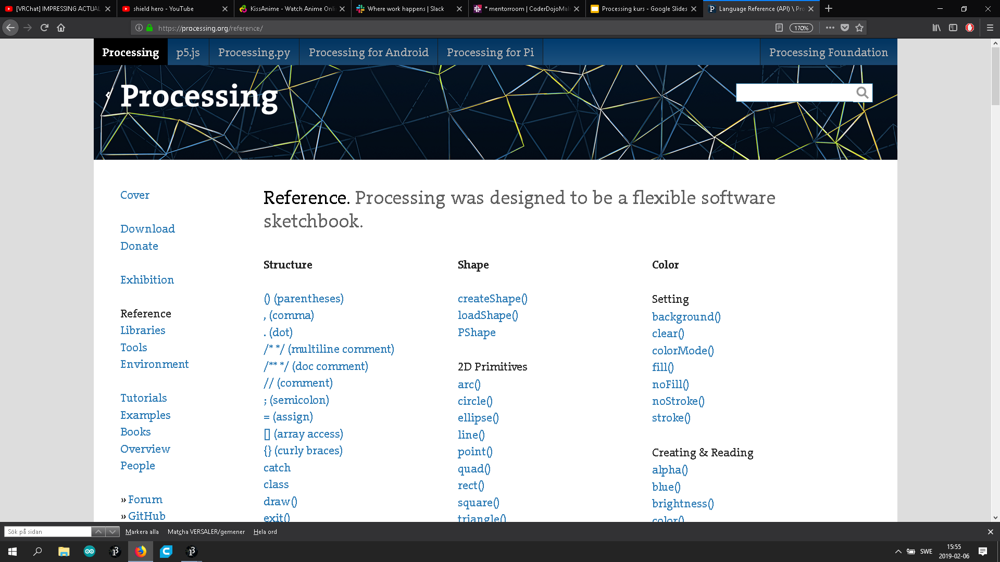 [VRChat] IMPRESSING ACTUAL
shield hero - YouTube
KissAnime - Watch Anime Onli
Where work happens | Slack
* mentorroom | CoderDojoMal
Processing kurs - Google Slides
Language Reference (API) \ Pro
https://processing.org/reference/
170%
Processing
p5.js
Processing.py
Processing for Android
Processing for Pi
Processing Foundation
Processing
Cover
Download
Donate
Exhibition
Reference
Libraries
Tools
Environment
Tutorials
Examples
Books
Overview
People
» Forum
» GitHub
Reference. Processing was designed to be a flexible software
sketchbook.
Structure
() (parentheses)
, (comma)
. (dot)
/* */ (multiline comment)
/** */ (doc comment)
// (comment)
; (semicolon)
= (assign)
[] (array access)
{} (curly braces)
catch
class
draw()
exit()
Shape
createShape()
loadShape()
PShape
2D Primitives
arc()
circle()
ellipse()
line()
point()
quad()
rect()
square()
triangle()
Color
Setting
background()
clear()
colorMode()
fill()
noFill()
noStroke()
stroke()
Creating & Reading
alpha()
blue()
brightness()
color()
Sök på sidan
Markera alla
Matcha VERSALER/gemener
Hela ord
SWE
15:55
2019-02-06